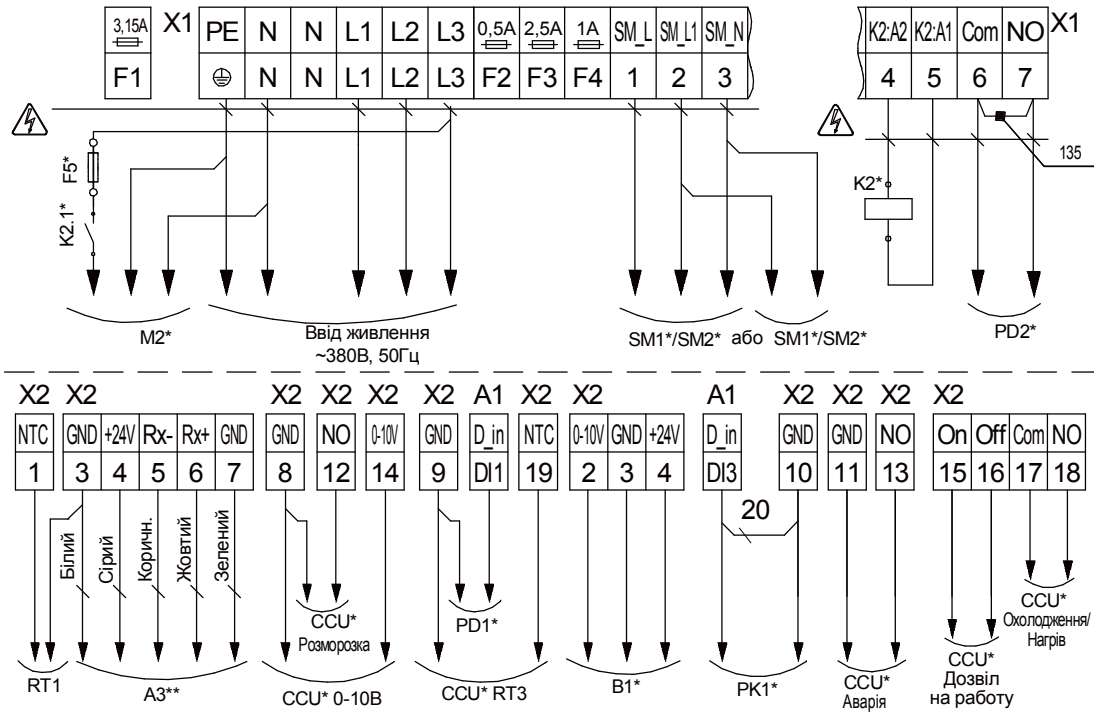 3,15A X1 PE N N L1 L2 L3 0,5A 2,5A 1A SM_L SM_L1 SM_N K2:A2 K2:A1 Com NO X1
F1 N N L1 L2 L3 F2 F3 F4 1 2 3 4 5 6 7
135
F5*
K2*
K2.1*
M2*
Ввід живлення
~380В, 50Гц
SM1*/SM2* або SM1*/SM2*
PD2*
X2 X2 X2 X2 X2 X2 A1 X2 X2 A1 X2 X2 X2 X2
NTC GND +24V Rx- Rx+ GND GND NO 0-10V GND D_in NTC 0-10V GND +24V D_in GND GND NO On Off Com NO
1 3 4 5 6 7 8 12 14 9 DI1 19 2 3 4 DI3 10 11 13 15 16 17 18
20
Білий
Сірий
Коричн.
Жовтий
Зелений
CCU*
Розморозка
PD1*
CCU*
Охолодження/
Нагрів
RT1
A3**
CCU* 0-10В
CCU* RT3
B1*
PK1*
CCU*
Аварія
CCU*
Дозвіл
на работу